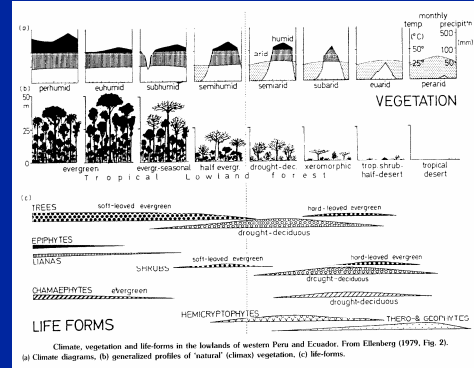 monthly
temp. precipit'n
(a)
humid
arid
(°C) 500
50° 300 (mm)
100
25° 50
perhumid euhumid subhumid semihumid semiarid subarid euarid perarid
(b)
VEGETATION
50
m
25
0
evergreen evergr-seasonal half evergr. drought-dec. xeromorphic trop. shrub- tropical
half-desert desert
Tropical Lowland forest
(c)
TREES soft-leaved evergreen hard-leaved evergreen
drought-deciduous
EPIPHYTES
LIANAS soft-leaved evergreen hard-leaved evergreen
SHRUBS
drought-deciduous
CHAMAEPHYTES evergreen
drought-deciduous
HEMICRYPTOPHYTES
THERO-& GEOPHYTES
LIFE FORMS
Climate, vegetation and life-forms in the lowlands of western Peru and Ecuador. From Ellenberg (1979, Fig. 2).
(a) Climate diagrams, (b) generalized profiles of 'natural' (climax) vegetation, (c) life-forms.